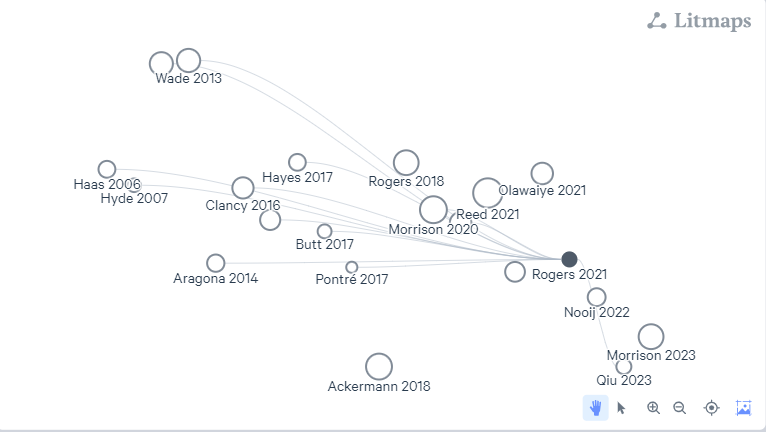 Litmaps
Wade 2013
Hayes 2017
Rogers 2018
Olawaiye 2021
Haas 2006
Hyde 2007
Clancy 2016
Reed 2021
Morrison 2020
Butt 2017
Aragona 2014
Pontré 2017
Rogers 2021
Nooij 2022
Morrison 2023
Qiu 2023
Ackermann 2018